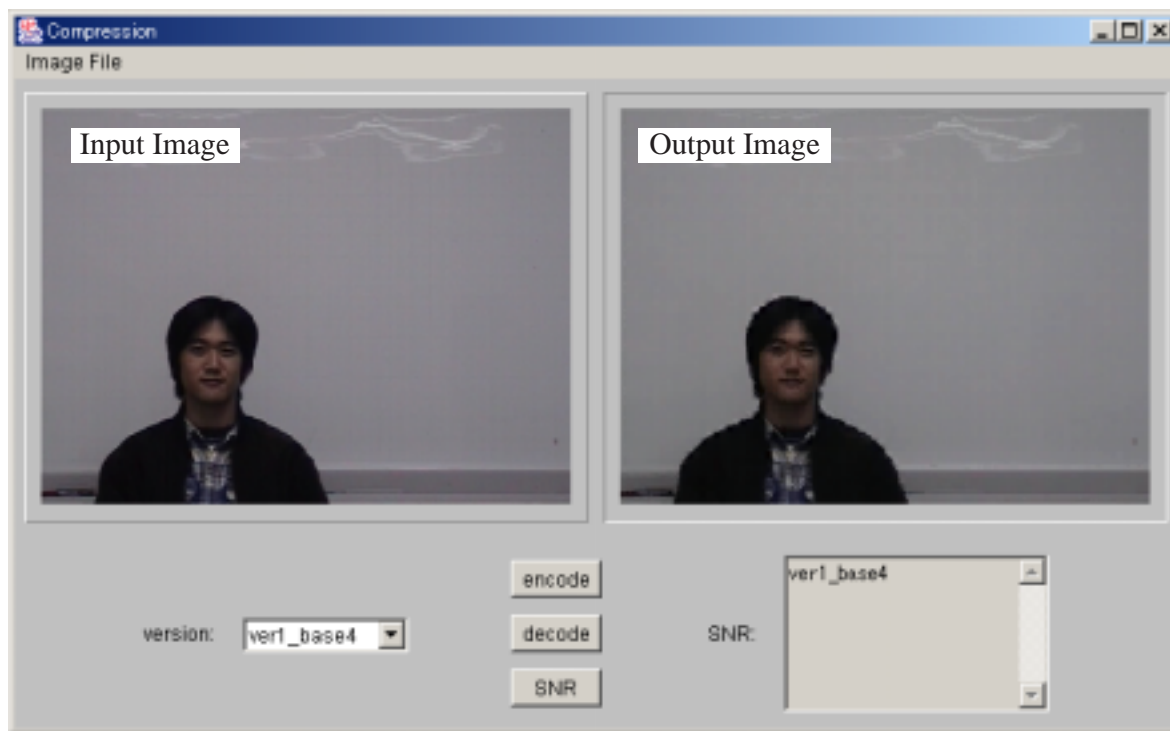 Compression
Image File
Input Image
Output Image
encode
ver1_base4
version:
ver1_base4
decode
SNR:
SNR